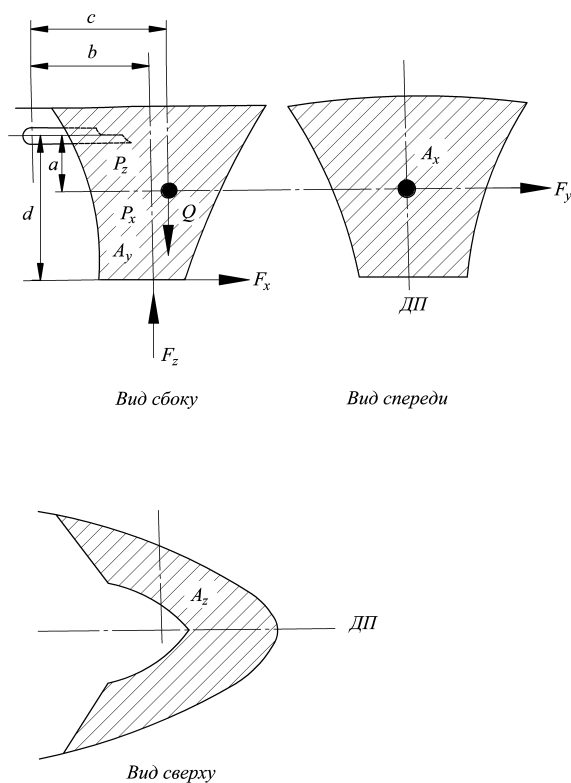 c
b
a
d
P_z
P_x
Q
A_y
F_x
F_z
A_x
F_y
ДП
Вид сбоку
Вид спереди
A_z
ДП
Вид сверху